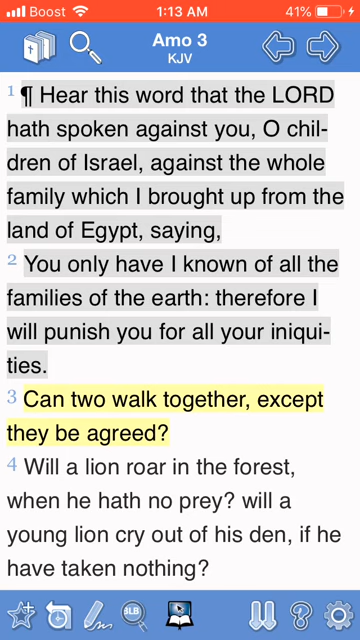 Boost 1:13 AM 41%
Amo 3
KJV
1 ¶ Hear this word that the LORD
hath spoken against you, O chil-
dren of Israel, against the whole
family which I brought up from the
land of Egypt, saying,
2 You only have I known of all the
families of the earth: therefore I
will punish you for all your iniqui-
ties.
3 Can two walk together, except
they be agreed?
4 Will a lion roar in the forest,
when he hath no prey? will a
young lion cry out of his den, if he
have taken nothing?
BLB